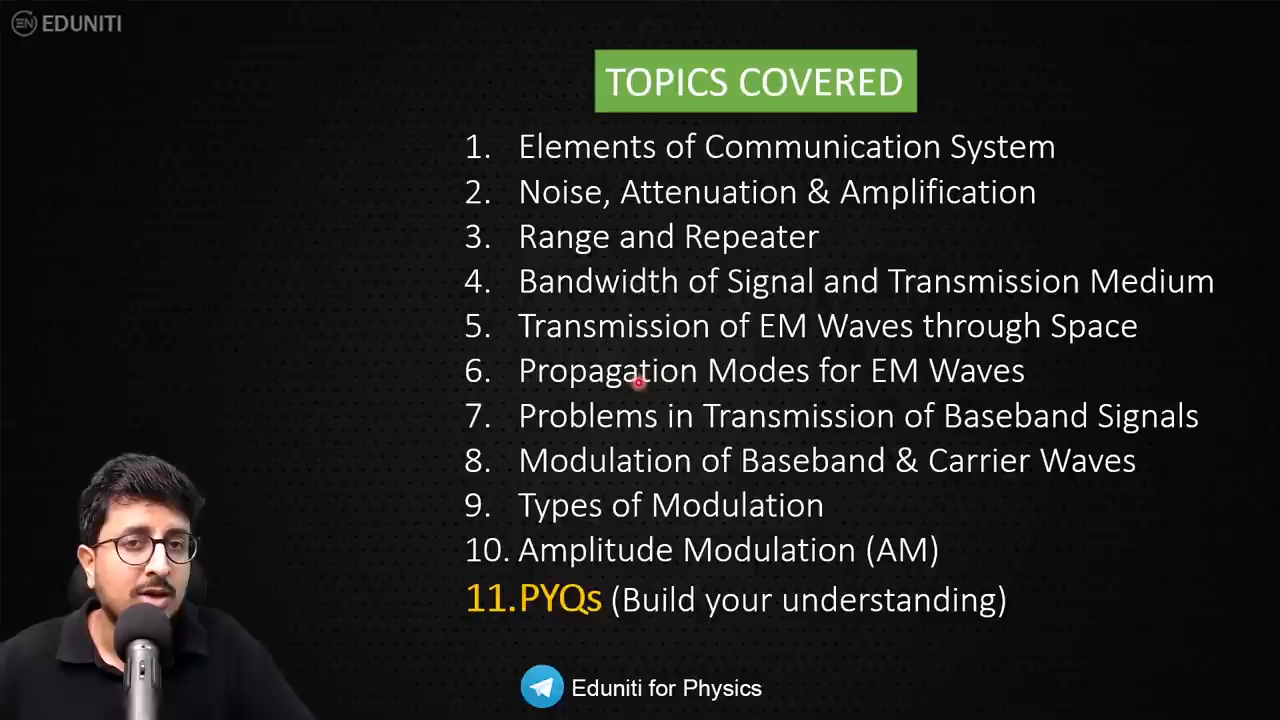 EDUNITI
TOPICS COVERED
1. Elements of Communication System
2. Noise, Attenuation & Amplification
3. Range and Repeater
4. Bandwidth of Signal and Transmission Medium
5. Transmission of EM Waves through Space
6. Propagation Modes for EM Waves
7. Problems in Transmission of Baseband Signals
8. Modulation of Baseband & Carrier Waves
9. Types of Modulation
10. Amplitude Modulation (AM)
11. PYQs (Build your understanding)
Eduniti for Physics